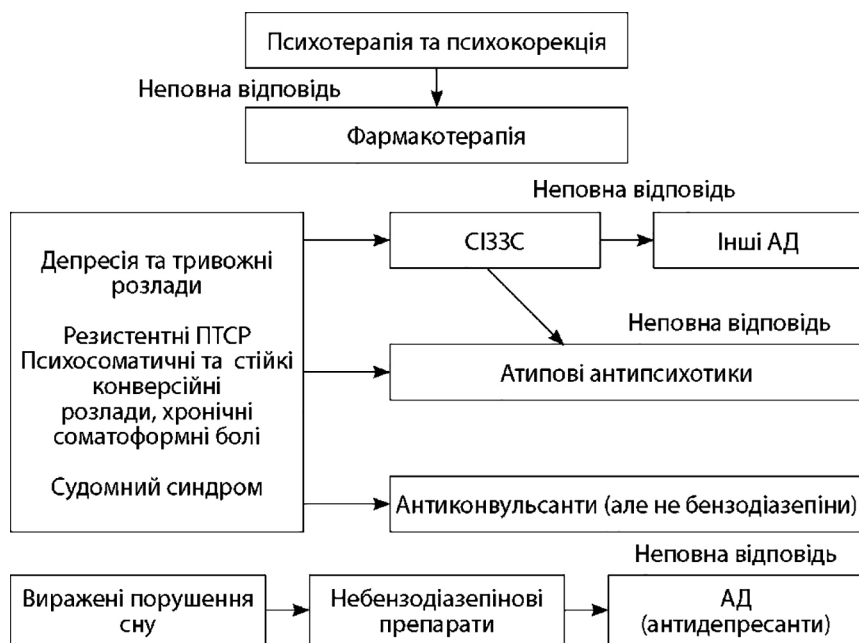 Психотерапія та психокорекція
Неповна відповідь
Фармакотерапія
Неповна відповідь
Депресія та тривожні
розлади
СІЗЗС
Інші АД
Неповна відповідь
Резистентні ПТСР
Психосоматичні та стійкі
конверсійні
розлади, хронічні
соматоформні болі
Атипові антипсихотики
Судомний синдром
Антиконвульсанти (але не бензодіазепіни)
Неповна відповідь
Виражені порушення
сну
Небензодіазепінові
препарати
АД
(антидепресанти)